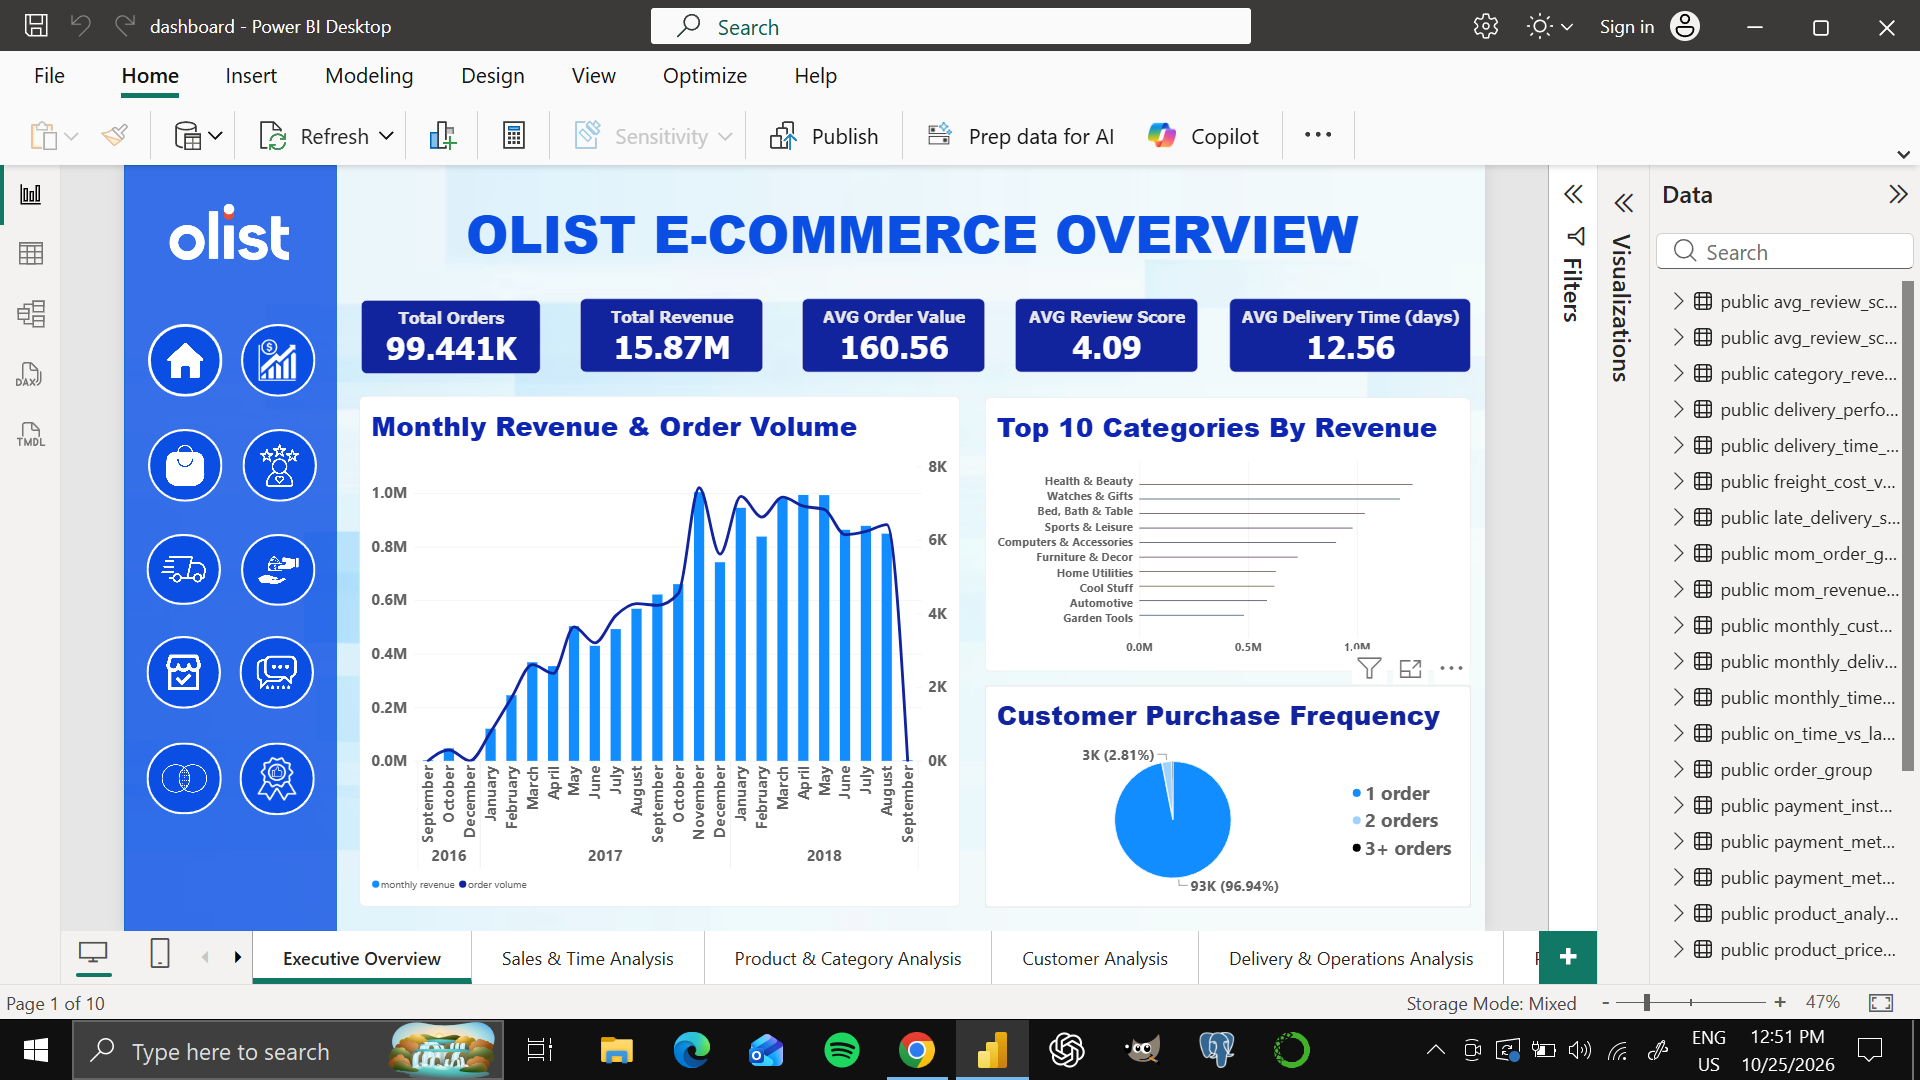 dashboard - Power BI Desktop
Search
Sign in
File Home Insert Modeling Design View Optimize Help
Refresh
Sensitivity
Publish
Prep data for AI
Copilot
DAX
TMDL
olist
OLIST E-COMMERCE OVERVIEW
Total Orders
99.441K
Total Revenue
15.87M
AVG Order Value
160.56
AVG Review Score
4.09
AVG Delivery Time (days)
12.56
Monthly Revenue & Order Volume
1.0M
0.8M
0.6M
0.4M
0.2M
0.0M
8K
6K
4K
2K
0K
September
October
December
January
February
March
April
May
June
July
August
September
October
November
December
January
February
March
April
May
June
July
August
September
2016
2017
2018
monthly revenue
order volume
Top 10 Categories By Revenue
Health & Beauty
Watches & Gifts
Bed, Bath & Table
Sports & Leisure
Computers & Accessories
Furniture & Decor
Home Utilities
Cool Stuff
Automotive
Garden Tools
0.0M
0.5M
1.0M
Customer Purchase Frequency
3K (2.81%)
93K (96.94%)
1 order
2 orders
3+ orders
Filters
Visualizations
Data
Search
public avg_review_sc...
public avg_review_sc...
public category_reve...
public delivery_perfo...
public delivery_time_...
public freight_cost_v...
public late_delivery_s...
public mom_order_g...
public mom_revenue...
public monthly_cust...
public monthly_deliv...
public monthly_time...
public on_time_vs_la...
public order_group
public payment_inst...
public payment_met...
public payment_met...
public product_analy...
public product_price...
Executive Overview
Sales & Time Analysis
Product & Category Analysis
Customer Analysis
Delivery & Operations Analysis
Page 1 of 10
Storage Mode: Mixed
- + 47%
Type here to search
ENG
US
12:51 PM
10/25/2026